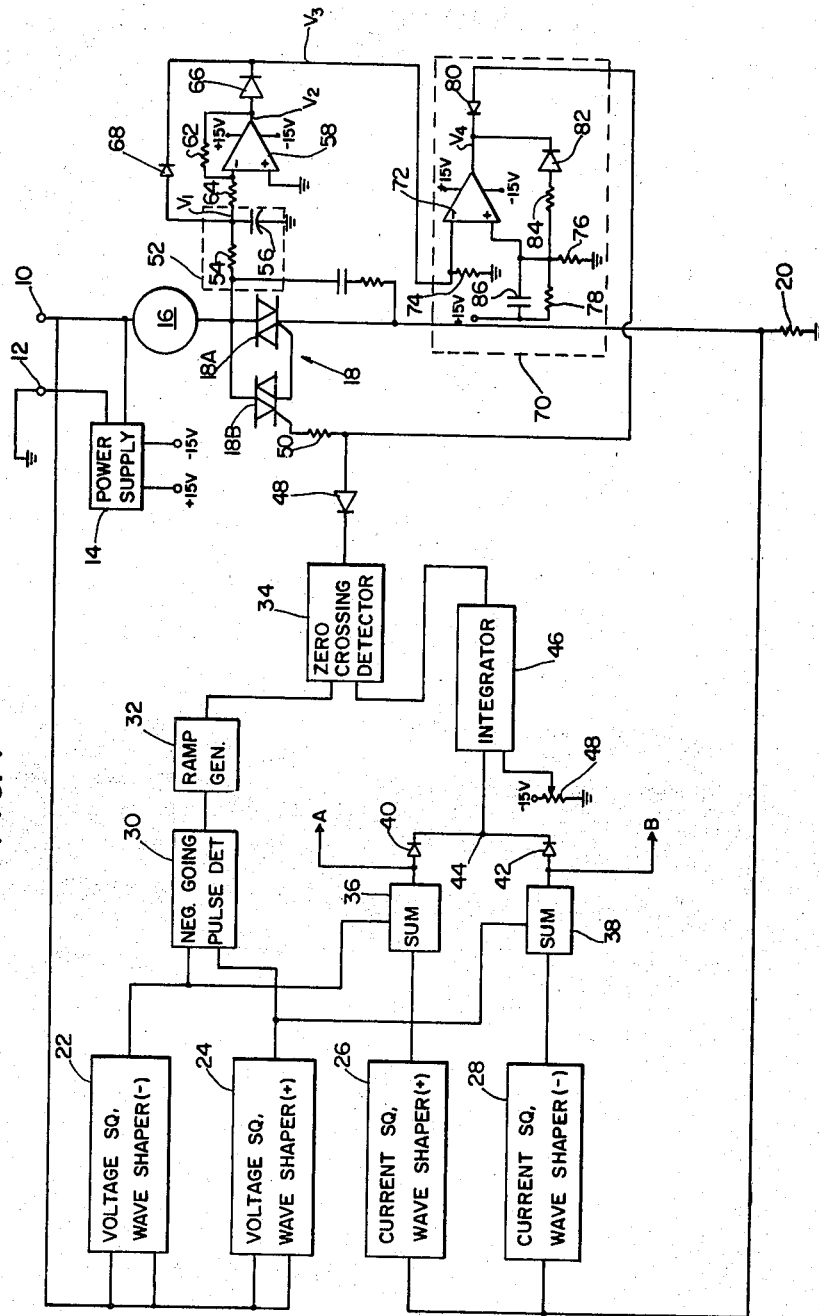 10
12
POWER
SUPPLY
14
+15V
-15V
16
18A
18B
18
50
52
54
56
V1
64
62
+15V
-15V
58
V2
66
68
V3
48
ZERO
CROSSING
DETECTOR
34
RAMP
GEN.
32
NEG. GOING
PULSE DET
30
INTEGRATOR
46
-15V
48
A
40
44
42
B
SUM
36
SUM
38
VOLTAGE SQ,
WAVE SHAPER(-)
22
VOLTAGE SQ,
WAVE SHAPER(+)
24
CURRENT SQ,
WAVE SHAPER(+)
26
CURRENT SQ,
WAVE SHAPER(-)
28
70
72
+15V
-15V
V4
80
82
84
74
86
76
78
+15V
20